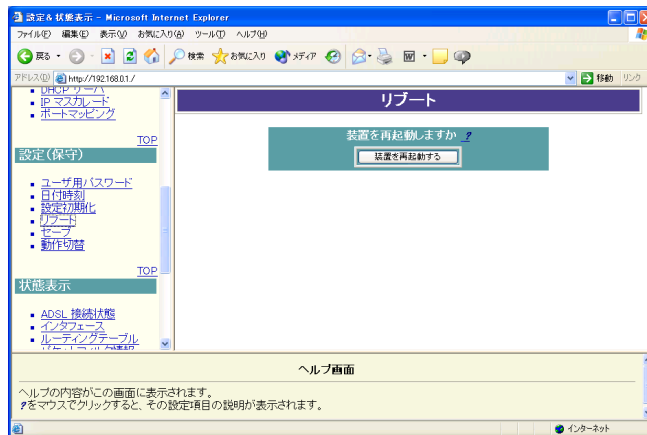 設定& 状態表示 - Microsoft Internet Explorer
ファイル(F) 編集(E) 表示(V) お気に入り(A) ツール(T) ヘルプ(H)
戻る 検索 お気に入り メディア
アドレス(D) http://192.168.0.1./ 移動 リンク
DHCP サーバ
IP マスカレード
ポートマッピング
TOP
設定(保守)
ユーザ用パスワード
日付時刻
設定初期化
リブート
セーブ
動作切替
TOP
状態表示
ADSL 接続状態
インタフェース
ルーティングテーブル
リブート
装置を再起動しますか ?
装置を再起動する
ヘルプ画面
ヘルプの内容がこの画面に表示されます。
?をマウスでクリックすると、その設定項目の説明が表示されます。
インターネット